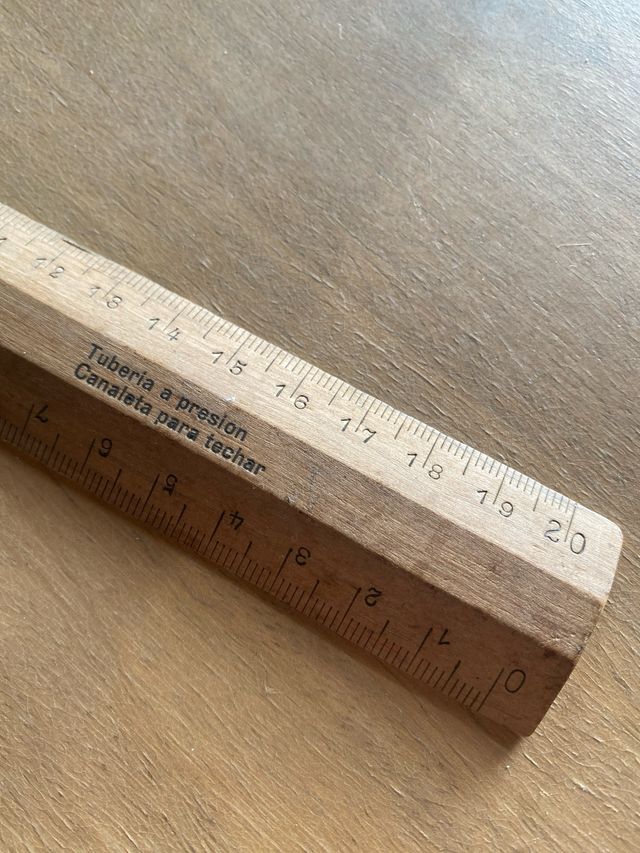 12 13 14 15 16 17 18 19 20
Tuberia a presion
Canaleta para techar
7 6 5 4 3 2 1 0